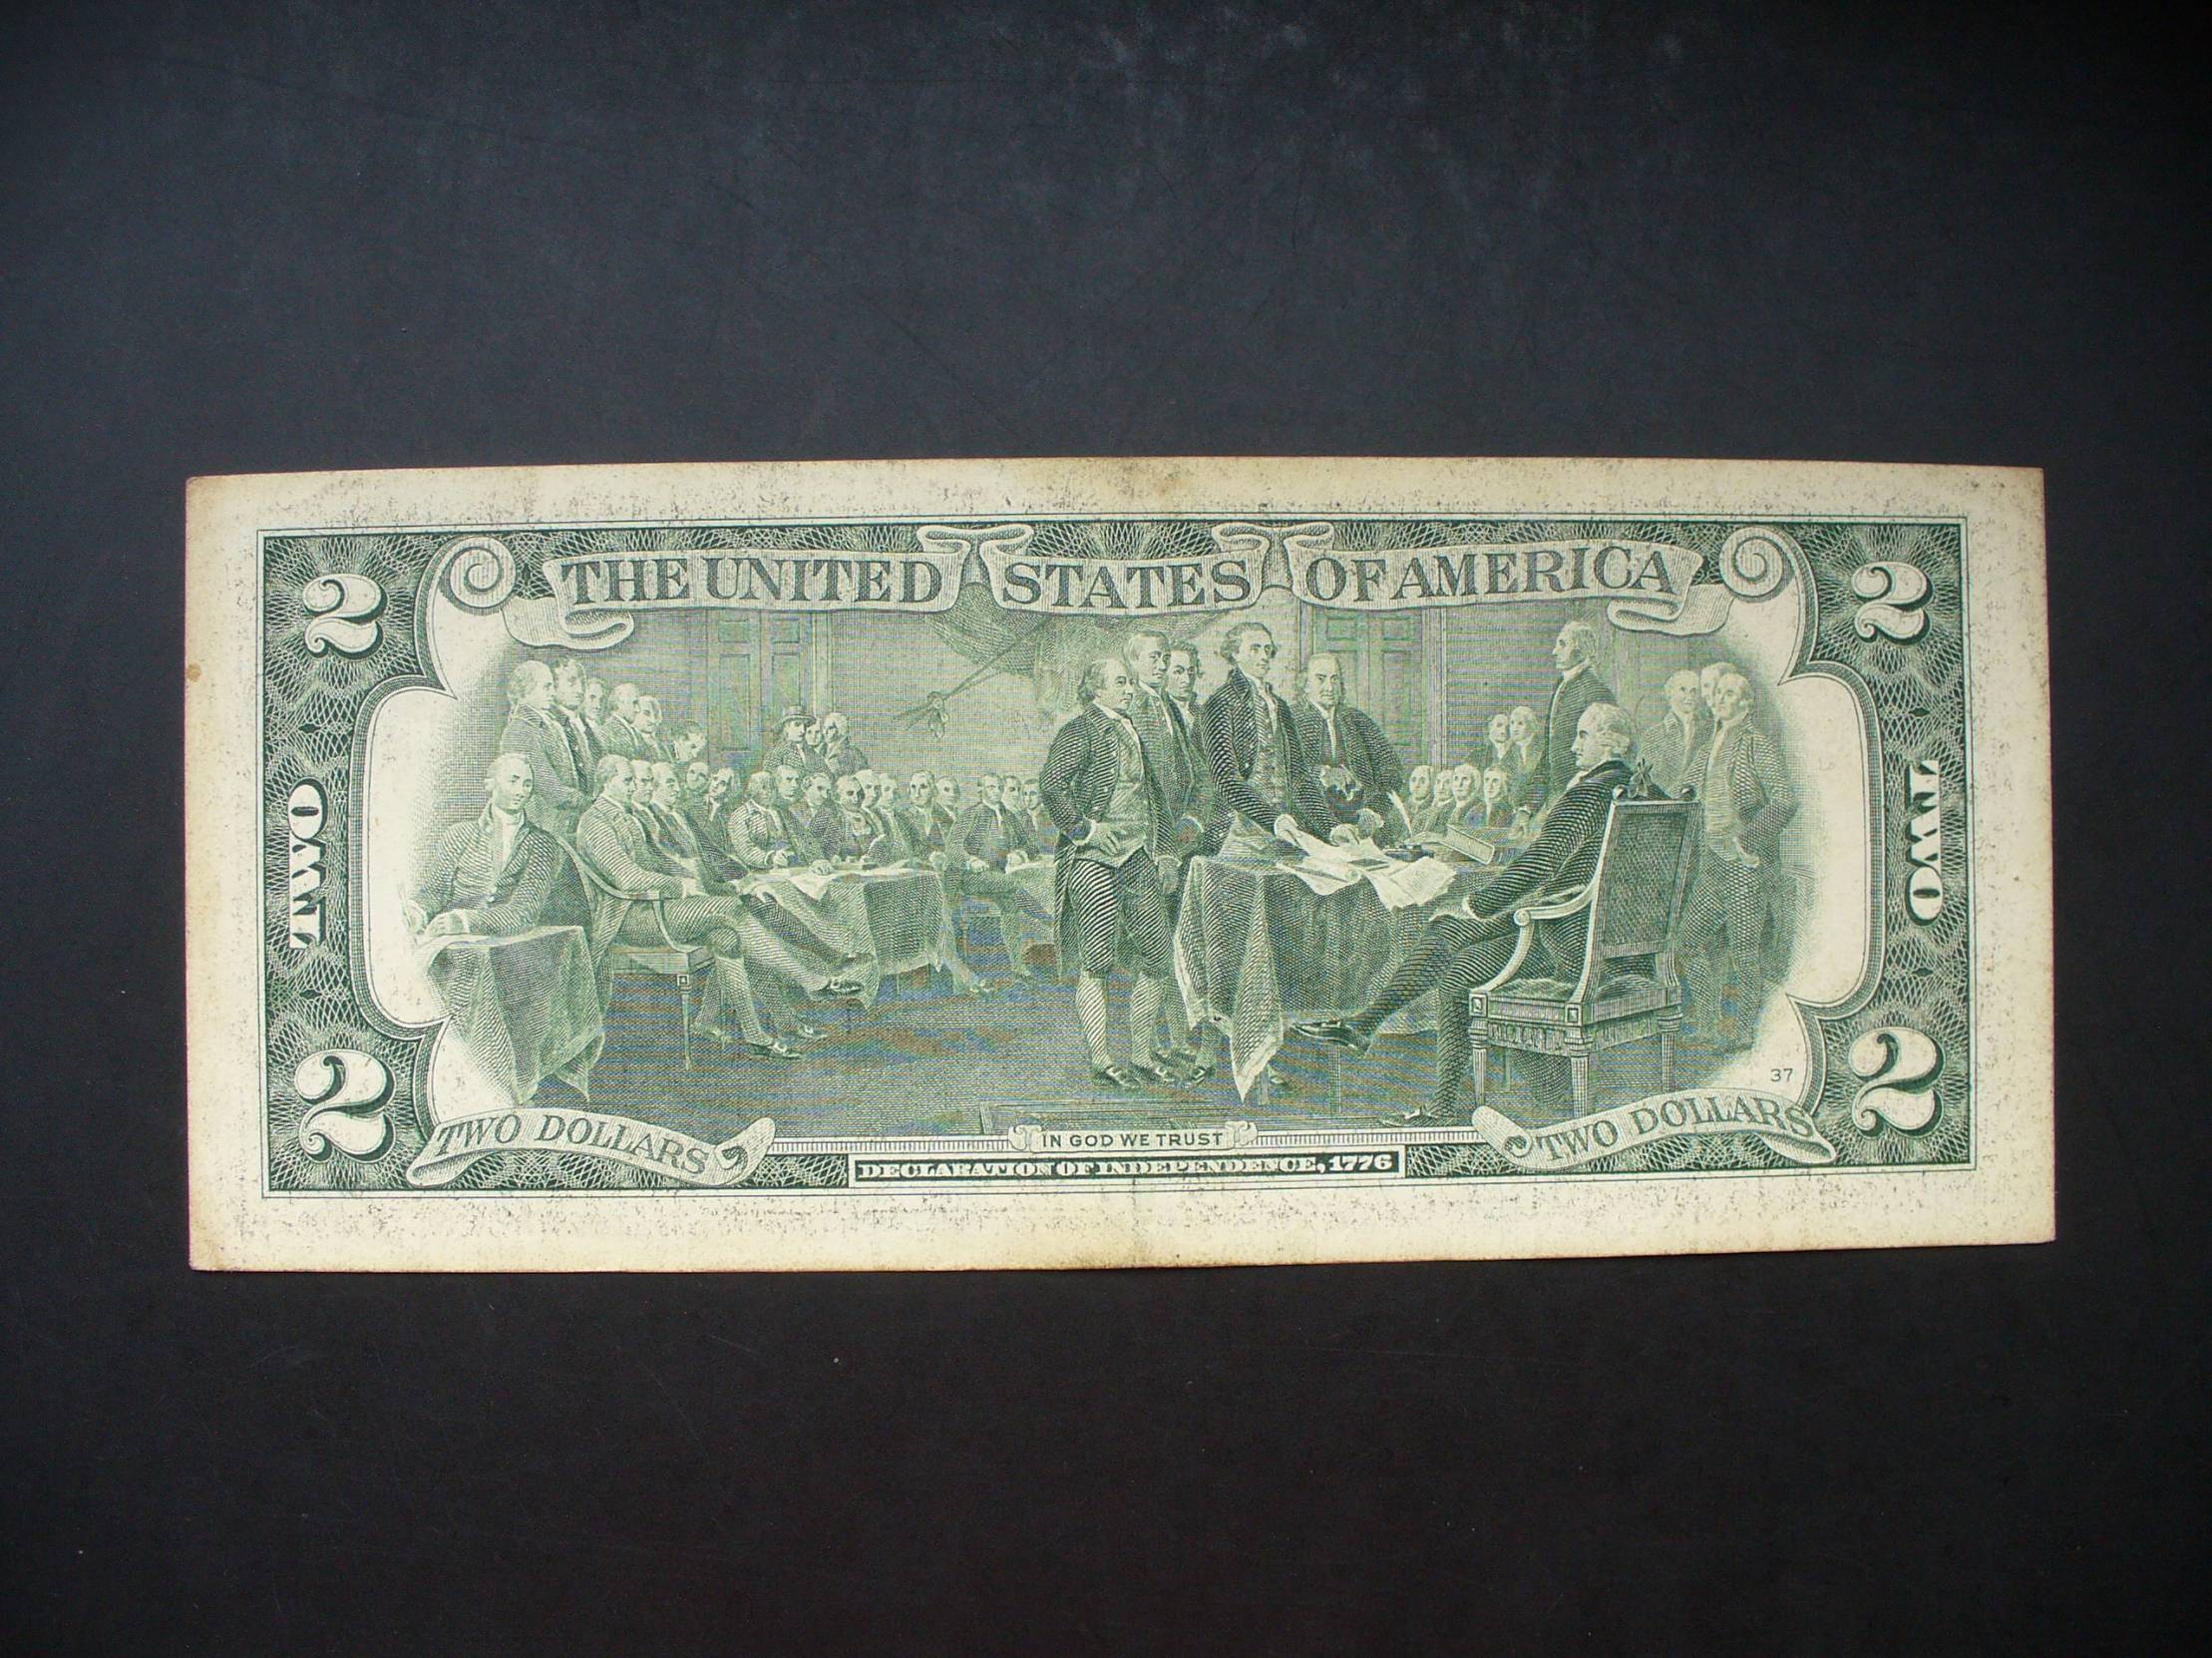 THE UNITED STATES OF AMERICA
2
2
TWO
TWO
37
2
2
TWO DOLLARS
IN GOD WE TRUST
TWO DOLLARS
DECLARATION OF INDEPENDENCE, 1776